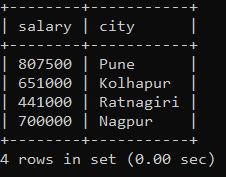 +--------+-----------+
| salary | city      |
+--------+-----------+
| 807500 | Pune      |
| 651000 | Kolhapur  |
| 441000 | Ratnagiri |
| 700000 | Nagpur    |
+--------+-----------+
4 rows in set (0.00 sec)